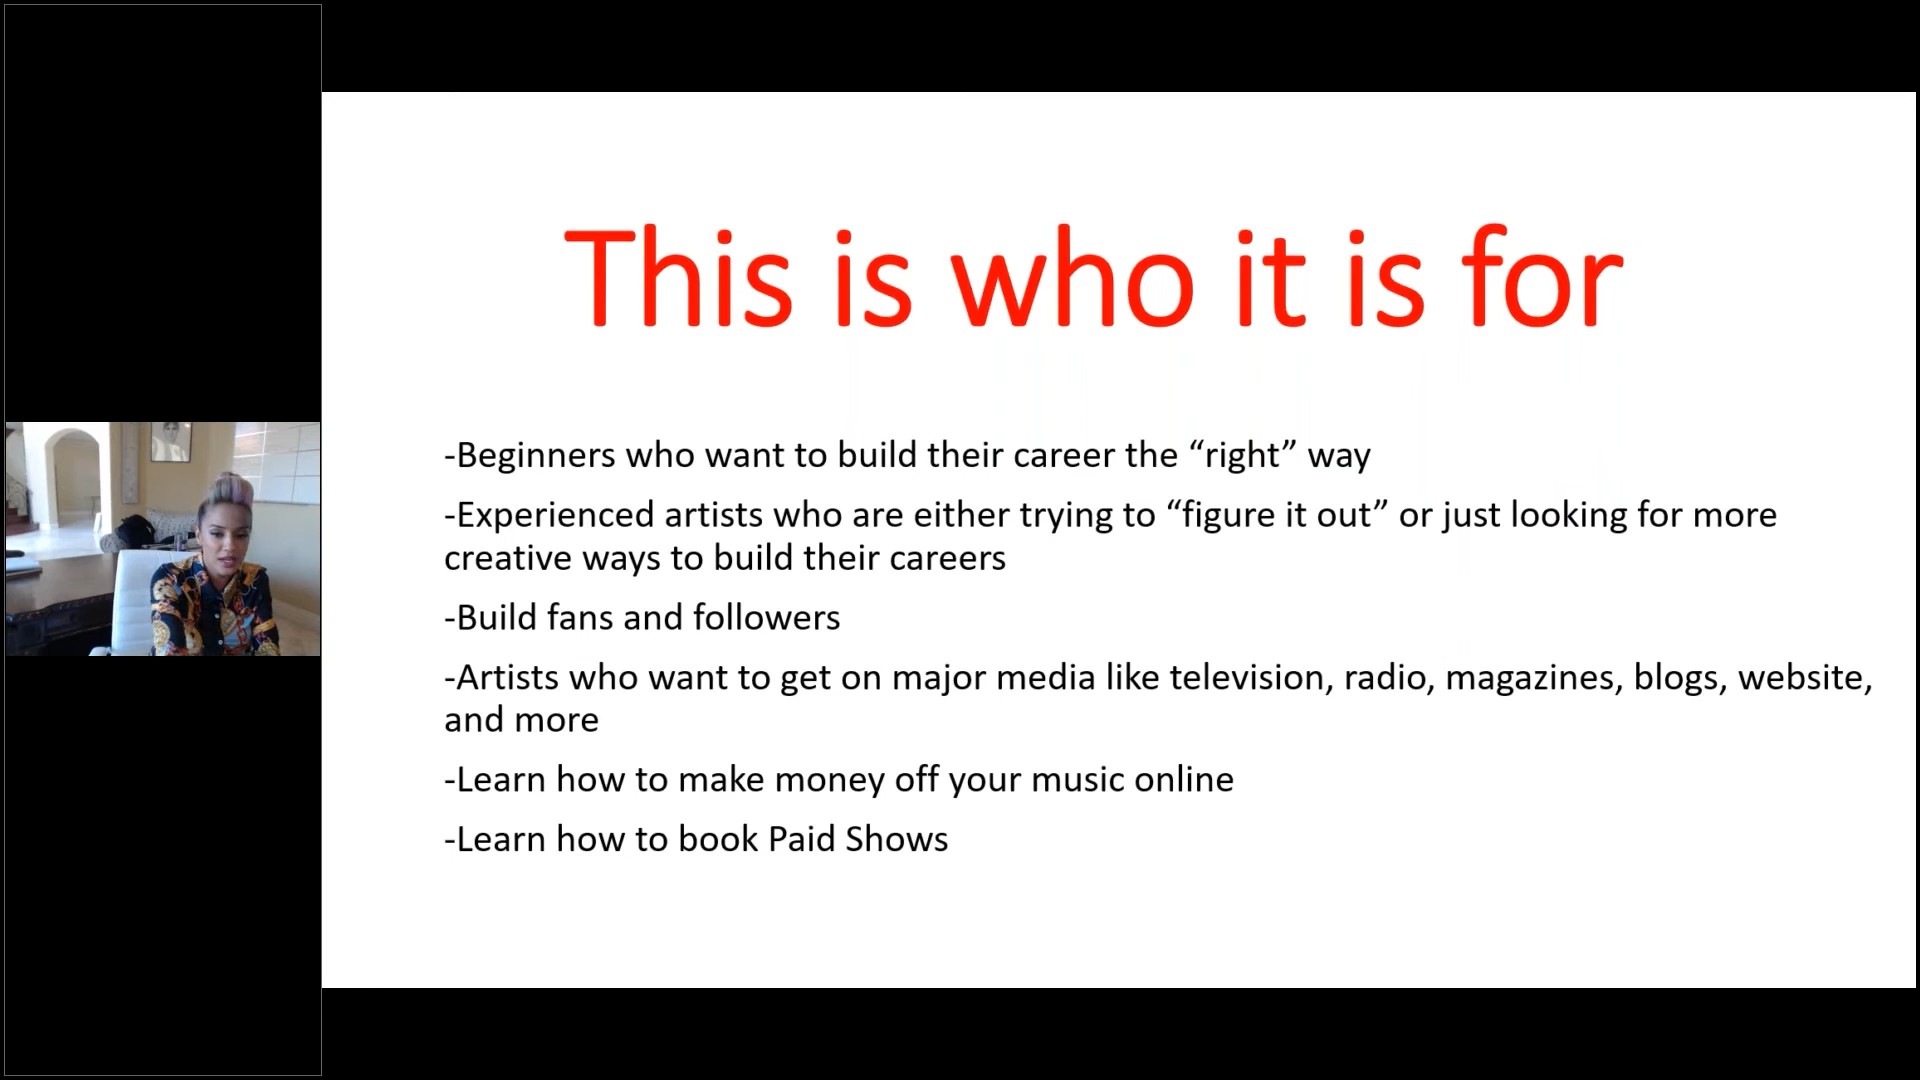 This is who it is for
-Beginners who want to build their career the “right” way
-Experienced artists who are either trying to “figure it out” or just looking for more
creative ways to build their careers
-Build fans and followers
-Artists who want to get on major media like television, radio, magazines, blogs, website,
and more
-Learn how to make money off your music online
-Learn how to book Paid Shows